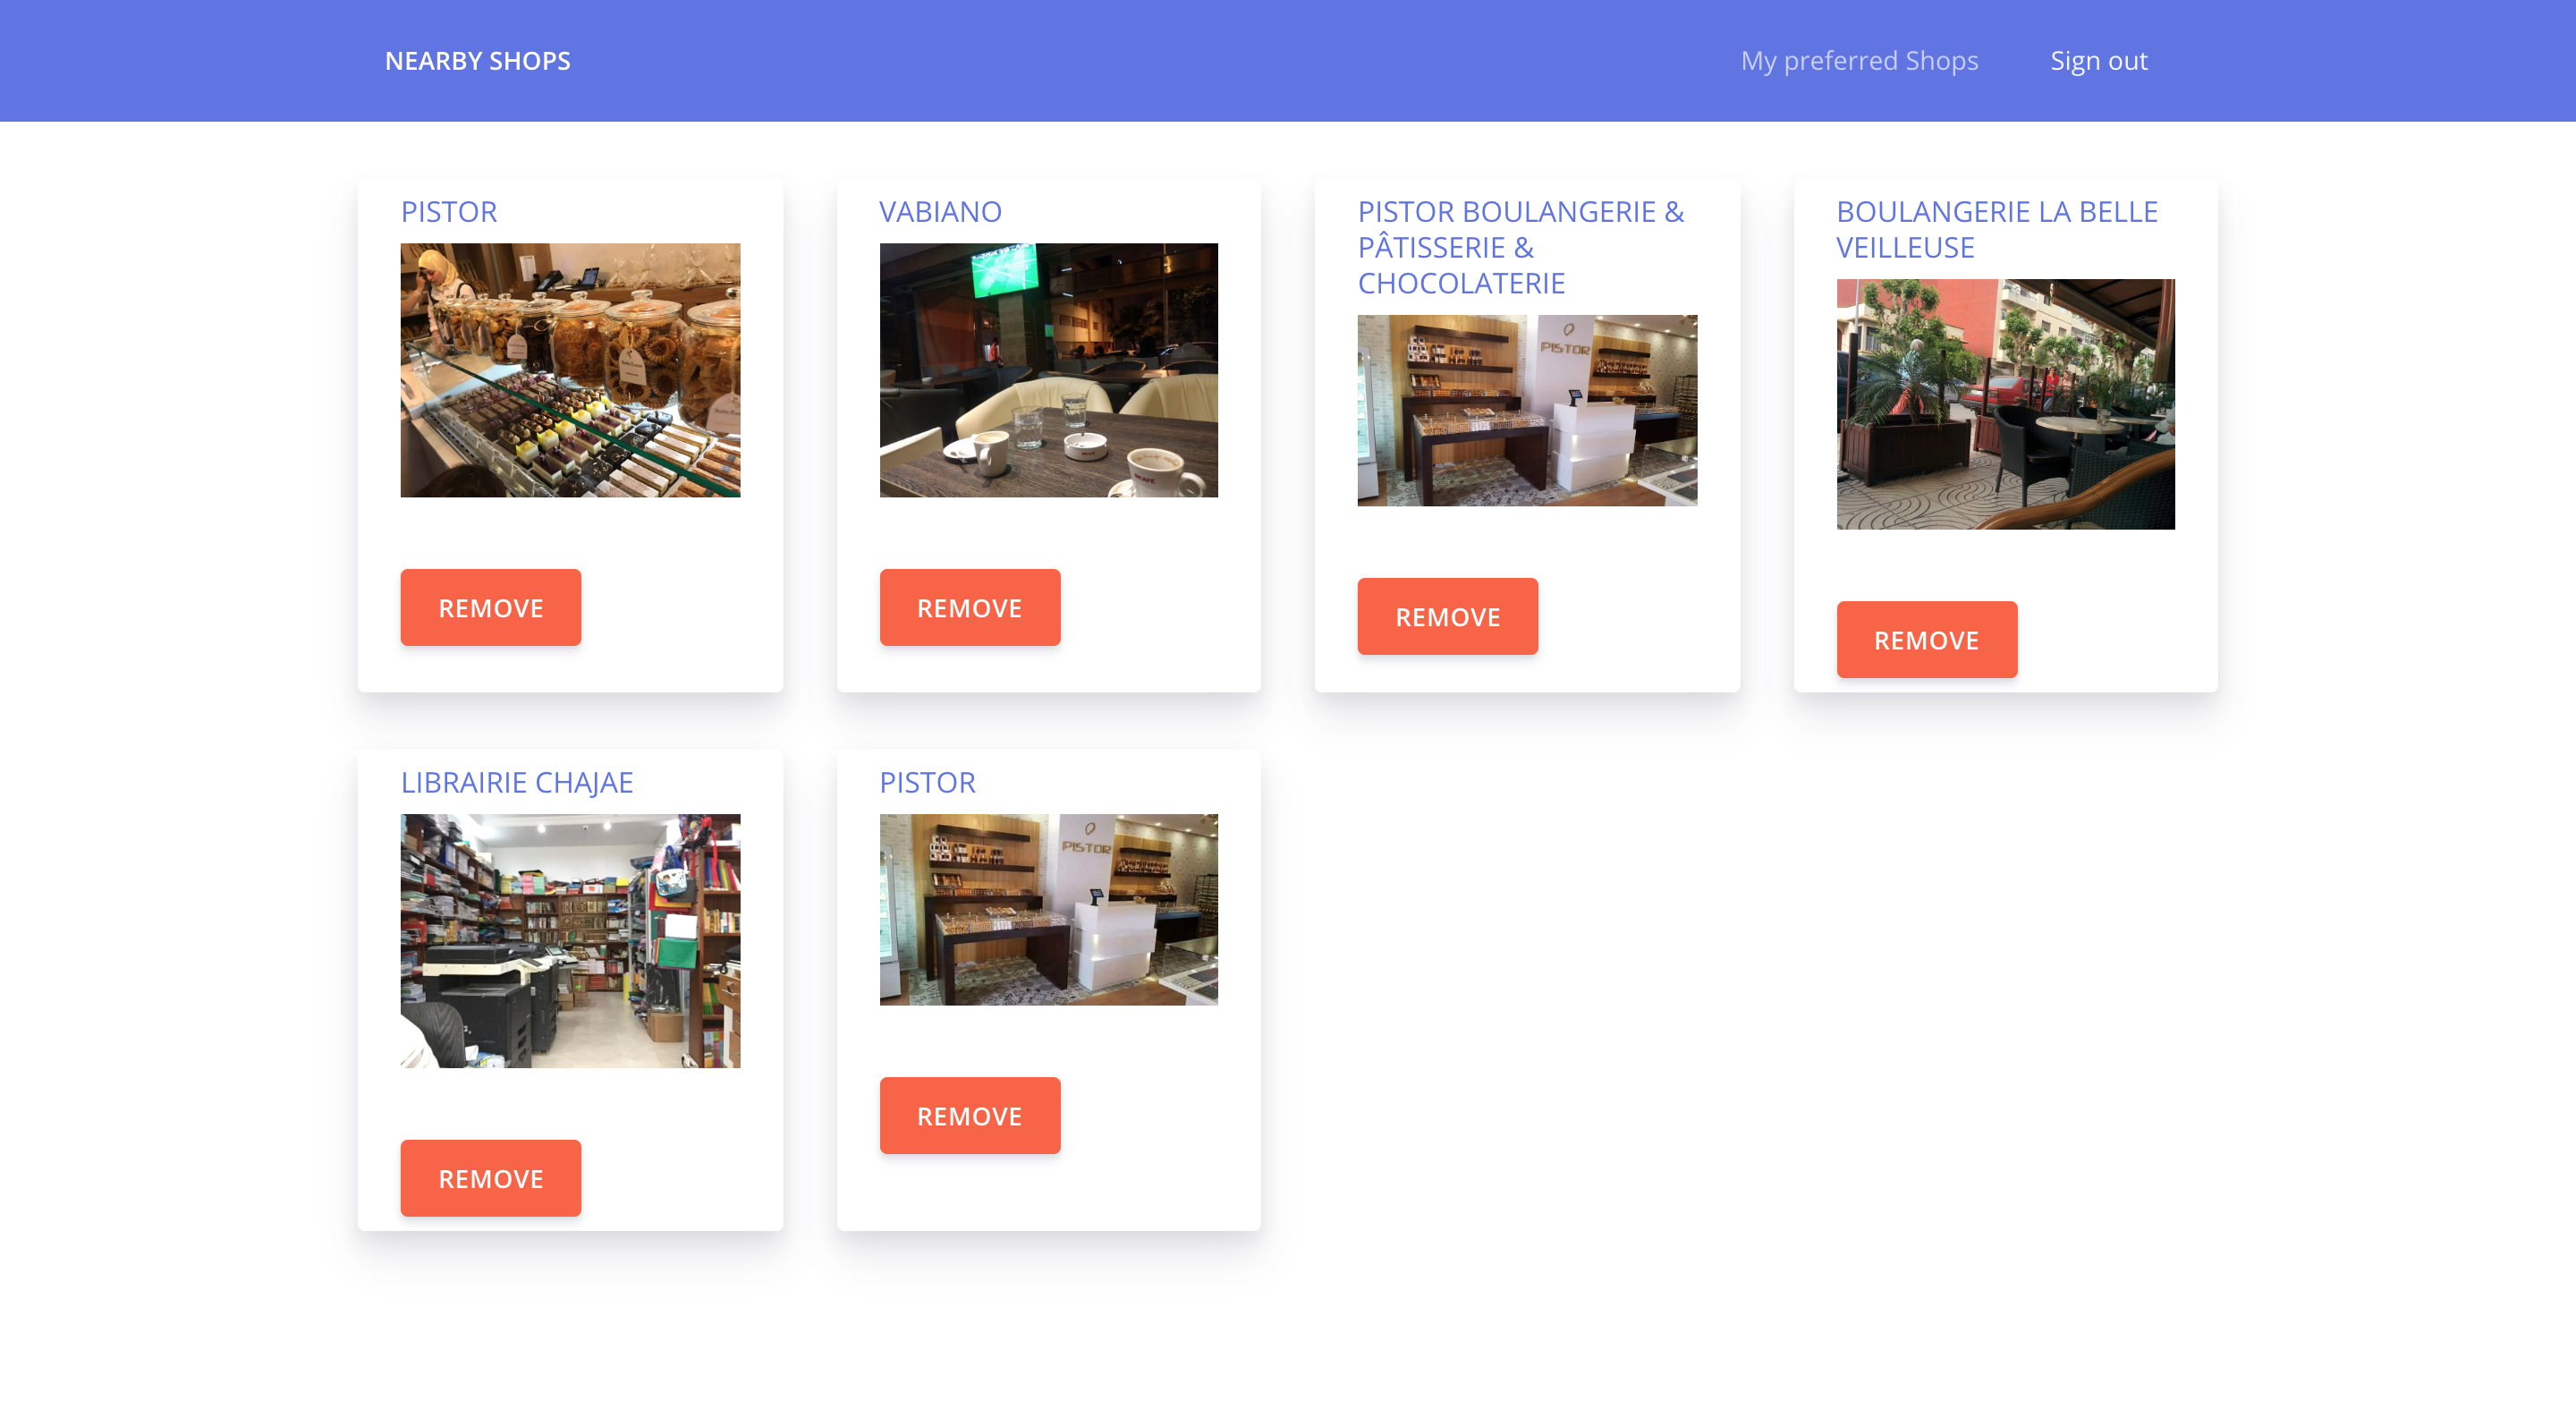 NEARBY SHOPS
My preferred Shops
Sign out
PISTOR
REMOVE
VABIANO
REMOVE
PISTOR BOULANGERIE &
PÂTISSERIE &
CHOCOLATERIE
PISTOR
REMOVE
BOULANGERIE LA BELLE
VEILLEUSE
REMOVE
LIBRAIRIE CHAJAE
REMOVE
PISTOR
PISTOR
REMOVE